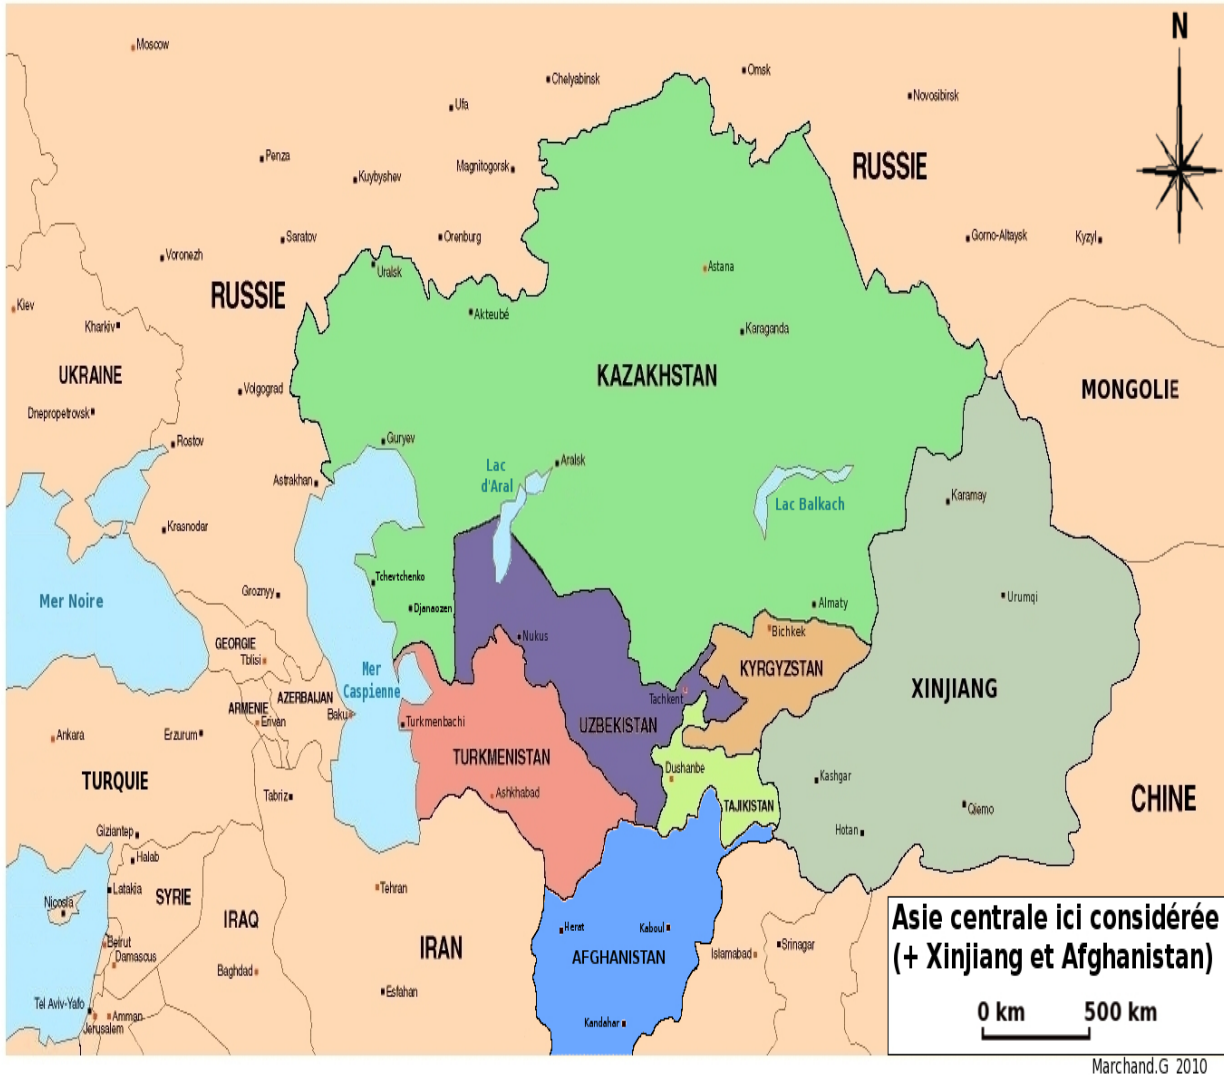 N
Moscow
Omsk
Chelyabinsk
Novosibirsk
Ufa
Penza
Magnitogorsk
RUSSIE
Kuybyshev
Saratov
Orenburg
Gorno-Altaysk
Kyzyl
Voronezh
Uralsk
Astana
RUSSIE
Kiev
Akteubé
Kharkiv
Karaganda
UKRAINE
KAZAKHSTAN
Volgograd
MONGOLIE
Dnepropetrovsk
Rostov
Guryev
Aralsk
Lac
d'Aral
Astrakhan
Lac Balkach
Karamay
Krasnodar
Tchevtchenko
Groznyy
Mer Noire
Djanaozen
Almaty
Urumqi
Bichkek
Nukus
GEORGIE
Tblisi
Mer
Caspienne
KYRGYZSTAN
XINJIANG
AZERBAIJAN
Tachkent
ARMENIE
Baku
Erivan
Turkmenbachi
UZBEKISTAN
Ankara
Erzurum
TURKMENISTAN
Dushanbe
TURQUIE
Kashgar
Tabriz
Ashkhabad
TAJIKISTAN
CHINE
Qiemo
Giziantep
Hotan
Halab
Latakia
Tehran
SYRIE
Nicosia
IRAQ
Herat
Kaboul
Asie centrale ici considérée
(+ Xinjiang et Afghanistan)
Beirut
IRAN
Srinagar
Damascus
AFGHANISTAN
Islamabad
Baghdad
Esfahan
Tel Aviv-Yafo
Amman
Jerusalem
Kandahar
0 km 500 km
Marchand.G 2010